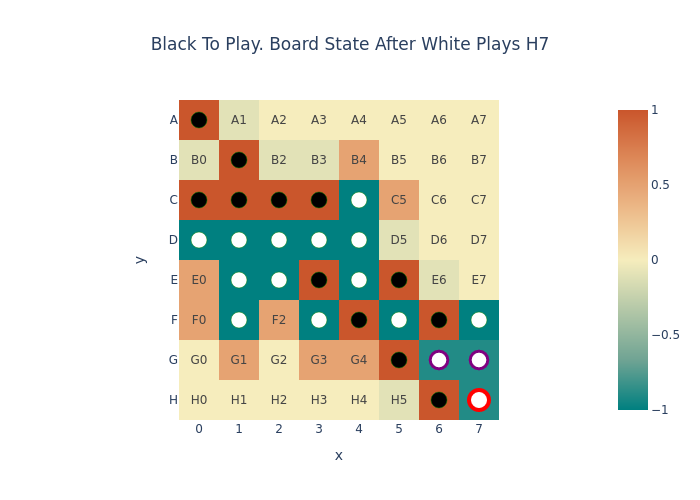 Black To Play. Board State After White Plays H7
A A1 A2 A3 A4 A5 A6 A7
B B0 B2 B3 B4 B5 B6 B7
C C5 C6 C7
D D5 D6 D7
E E0 E6 E7
F F0 F2
G G0 G1 G2 G3 G4
H H0 H1 H2 H3 H4 H5
0 1 2 3 4 5 6 7
x
y
1
0.5
0
−0.5
−1